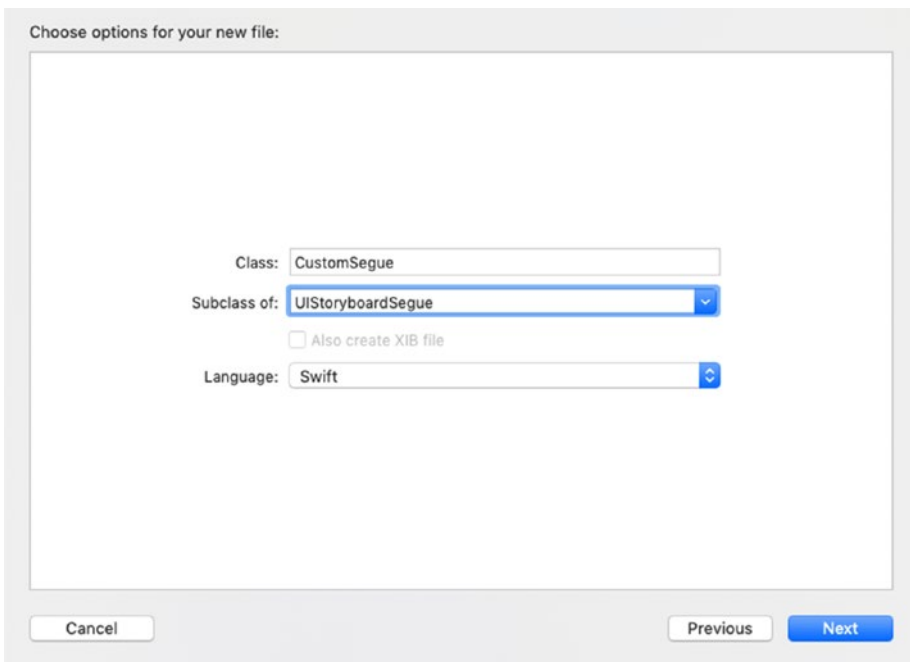 Choose options for your new file:
Class: CustomSegue
Subclass of: UIStoryboardSegue
Also create XIB file
Language: Swift
Cancel Previous Next